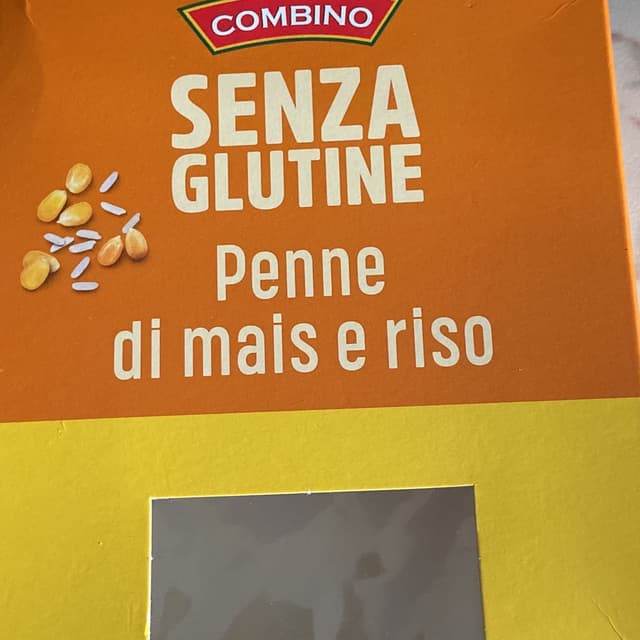 COMBINO
SENZA
GLUTINE
Penne
di mais e riso